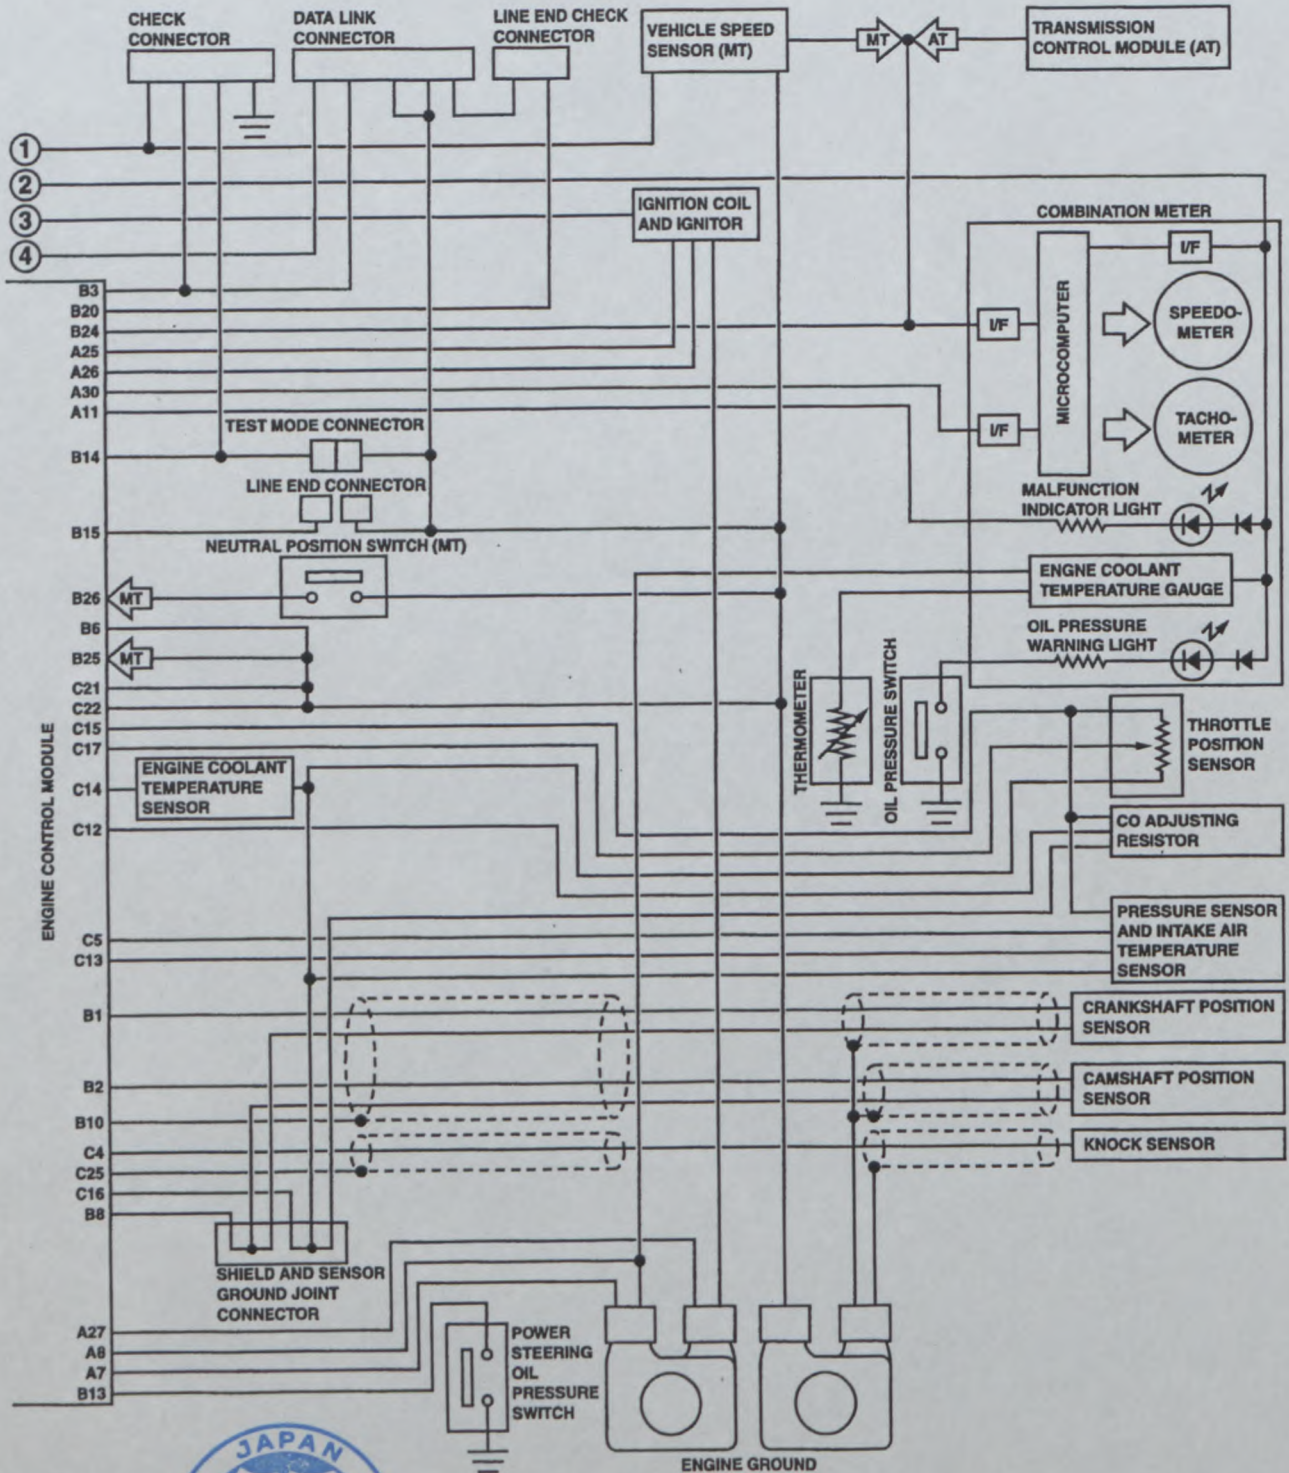 CHECK
CONNECTOR
DATA LINK
CONNECTOR
LINE END CHECK
CONNECTOR
VEHICLE SPEED
SENSOR (MT)
MT
AT
TRANSMISSION
CONTROL MODULE (AT)
1
2
3
4
IGNITION COIL
AND IGNITOR
COMBINATION METER
I/F
MICROCOMPUTER
SPEEDO-
METER
I/F
TACHO-
METER
I/F
B3
B20
B24
A25
A26
A30
A11
TEST MODE CONNECTOR
B14
LINE END CONNECTOR
B15
MALFUNCTION
INDICATOR LIGHT
NEUTRAL POSITION SWITCH (MT)
ENGNE COOLANT
TEMPERATURE GAUGE
B26
MT
B6
B25
MT
C21
C22
OIL PRESSURE
WARNING LIGHT
C15
C17
ENGINE CONTROL MODULE
C14
ENGINE COOLANT
TEMPERATURE
SENSOR
THERMOMETER
OIL PRESSURE SWITCH
THROTTLE
POSITION
SENSOR
C12
CO ADJUSTING
RESISTOR
C5
C13
PRESSURE SENSOR
AND INTAKE AIR
TEMPERATURE
SENSOR
B1
CRANKSHAFT POSITION
SENSOR
B2
CAMSHAFT POSITION
SENSOR
B10
C4
KNOCK SENSOR
C25
C16
B8
SHIELD AND SENSOR
GROUND JOINT
CONNECTOR
A27
A8
A7
B13
POWER
STEERING
OIL
PRESSURE
SWITCH
ENGINE GROUND
JAPAN